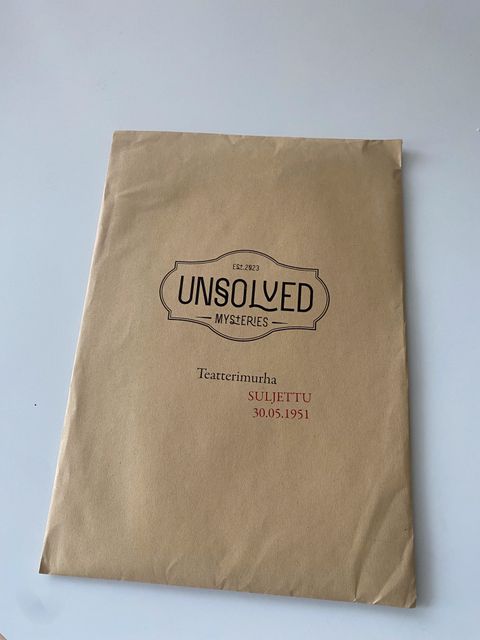 Est.2023
UNSOLVED
MYSTERIES
Teatterimurha
SULJETTU
30.05.1951